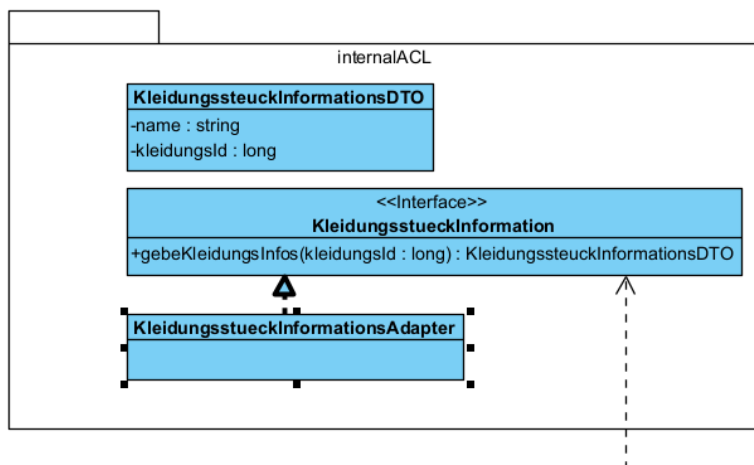 internalACL
KleidungssteuckInformationsDTO
-name : string
-kleidungsId : long
<<Interface>>
KleidungsstueckInformation
+gebeKleidungsInfos(kleidungsId : long) : KleidungssteuckInformationsDTO
KleidungsstueckInformationsAdapter